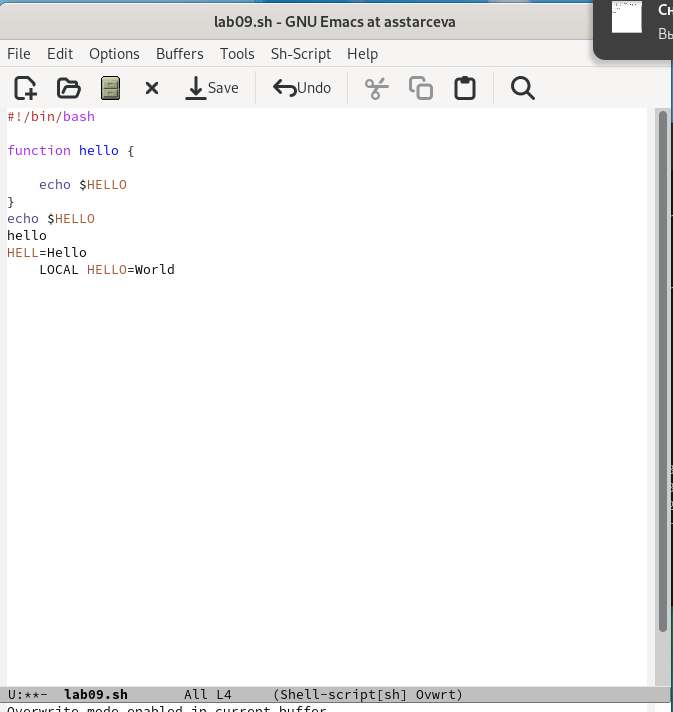 lab09.sh - GNU Emacs at asstarceva
File Edit Options Buffers Tools Sh-Script Help
Save Undo
#!/bin/bash
function hello {
    echo $HELLO
}
echo $HELLO
hello
HELL=Hello
    LOCAL HELLO=World
U:**-  lab09.sh       All L4     (Shell-script[sh] Ovwrt)
Overwrite mode enabled in current buffer